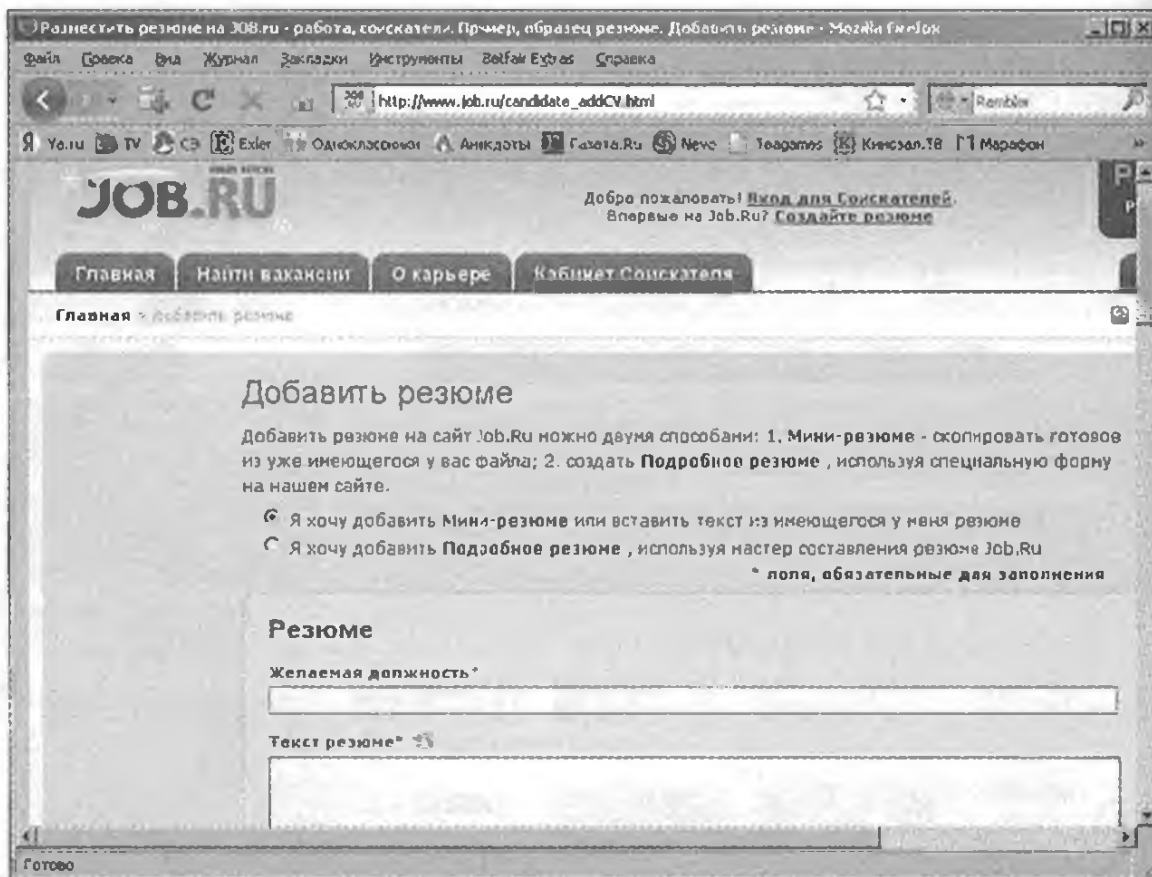 Разместить резюме на JOB.ru - работа, соискатели. Пример, образец резюме. Добавить резюме - Mozilla Firefox
Файл Правка Вид Журнал Закладки Инструменты Betfair Extras Справка
http://www.job.ru/candidate_addCV.html Rambler
Ya.ru TV СЭ Exler Одноклассники Анекдоты Газета.Ru Teagames Кинозал.ТВ Марафон
JOB.RU
Добро пожаловать! Вход для Соискателей.
Впервые на Job.Ru? Создайте резюме
Главная Найти вакансии О карьере Кабинет Соискателя
Главная > Добавить резюме
Добавить резюме
Добавить резюме на сайт Job.Ru можно двумя способами: 1. Мини-резюме - скопировать готовое
из уже имеющегося у вас файла; 2. создать Подробное резюме , используя специальную форму
на нашем сайте.
Я хочу добавить Мини-резюме или вставить текст из имеющегося у меня резюме
Я хочу добавить Подробное резюме , используя мастер составления резюме Job.Ru
* поля, обязательные для заполнения
Резюме
Желаемая должность*
Текст резюме*
Готово